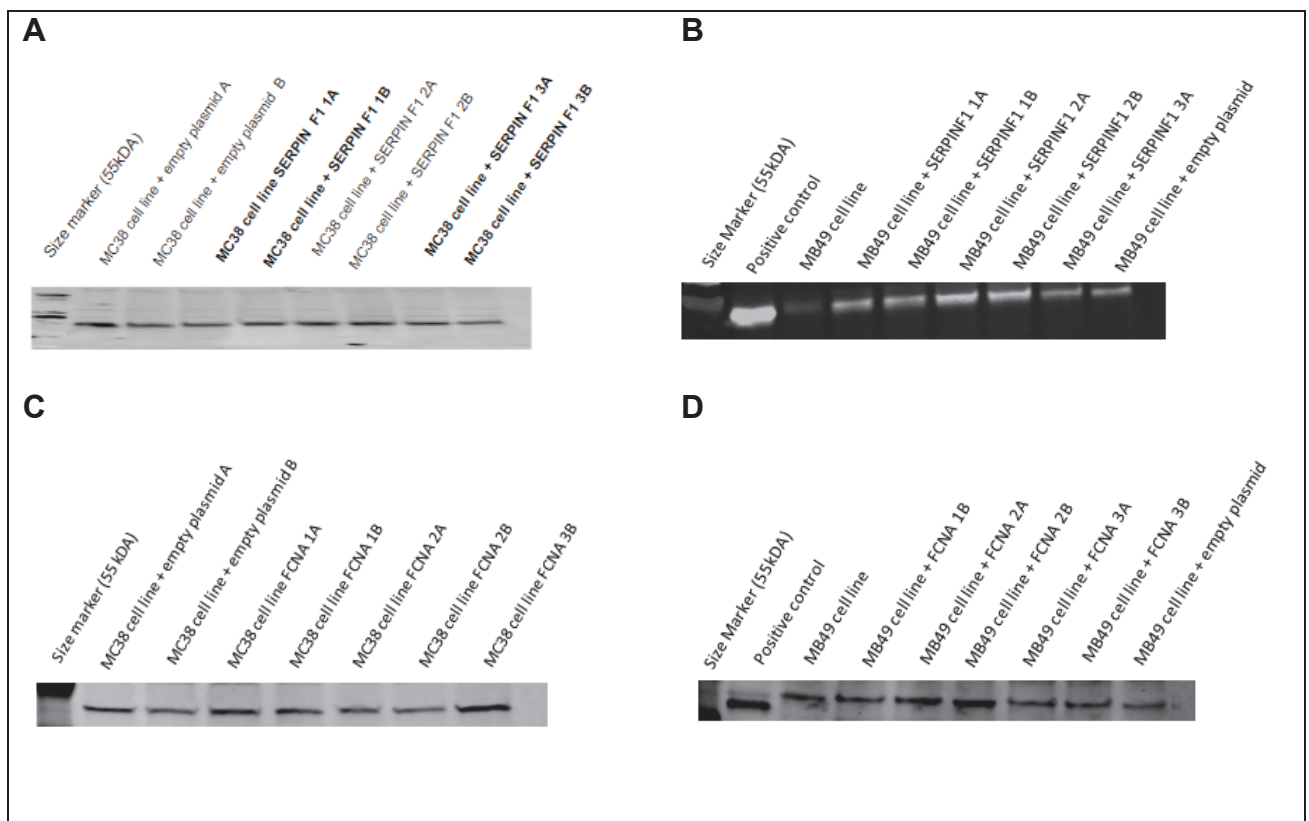 A
Size marker (55kDA)
MC38 cell line + empty plasmid A
MC38 cell line + empty plasmid B
MC38 cell line SERPIN F1 1A
MC38 cell line + SERPIN F1 1B
MC38 cell line + SERPIN F1 2A
MC38 cell line + SERPIN F1 2B
MC38 cell line + SERPIN F1 3A
MC38 cell line + SERPIN F1 3B
B
Size Marker (55kDA)
Positive control
MB49 cell line
MB49 cell line + SERPINF1 1A
MB49 cell line + SERPINF1 1B
MB49 cell line + SERPINF1 2A
MB49 cell line + SERPINF1 2B
MB49 cell line + SERPINF1 3A
MB49 cell line + empty plasmid
C
Size marker (55 kDA)
MC38 cell line + empty plasmid A
MC38 cell line + empty plasmid B
MC38 cell line FCNA 1A
MC38 cell line FCNA 1B
MC38 cell line FCNA 2A
MC38 cell line FCNA 2B
MC38 cell line FCNA 3B
D
Size Marker (55kDA)
Positive control
MB49 cell line
MB49 cell line + FCNA 1B
MB49 cell line + FCNA 2A
MB49 cell line + FCNA 2B
MB49 cell line + FCNA 3A
MB49 cell line + FCNA 3B
MB49 cell line + empty plasmid